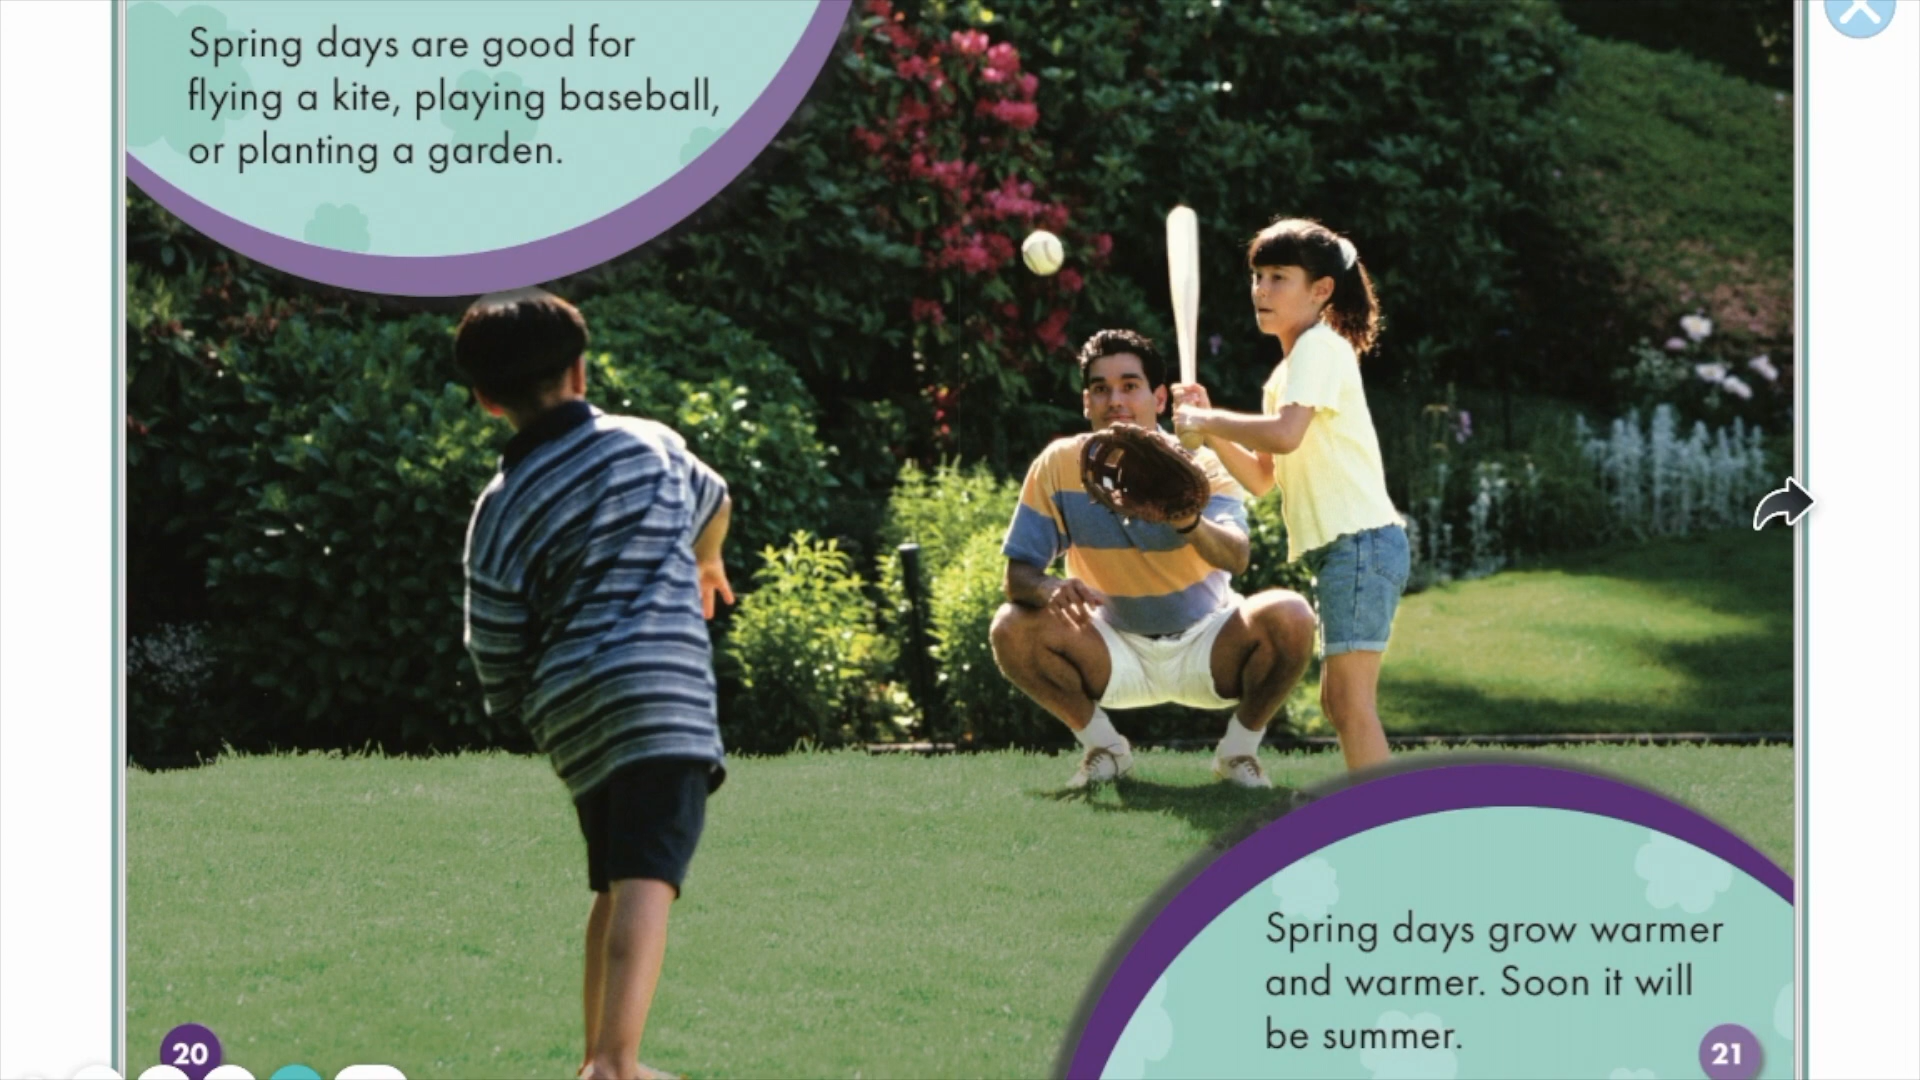 Spring days are good for
flying a kite, playing baseball,
or planting a garden.
Spring days grow warmer
and warmer. Soon it will
be summer.
20
21